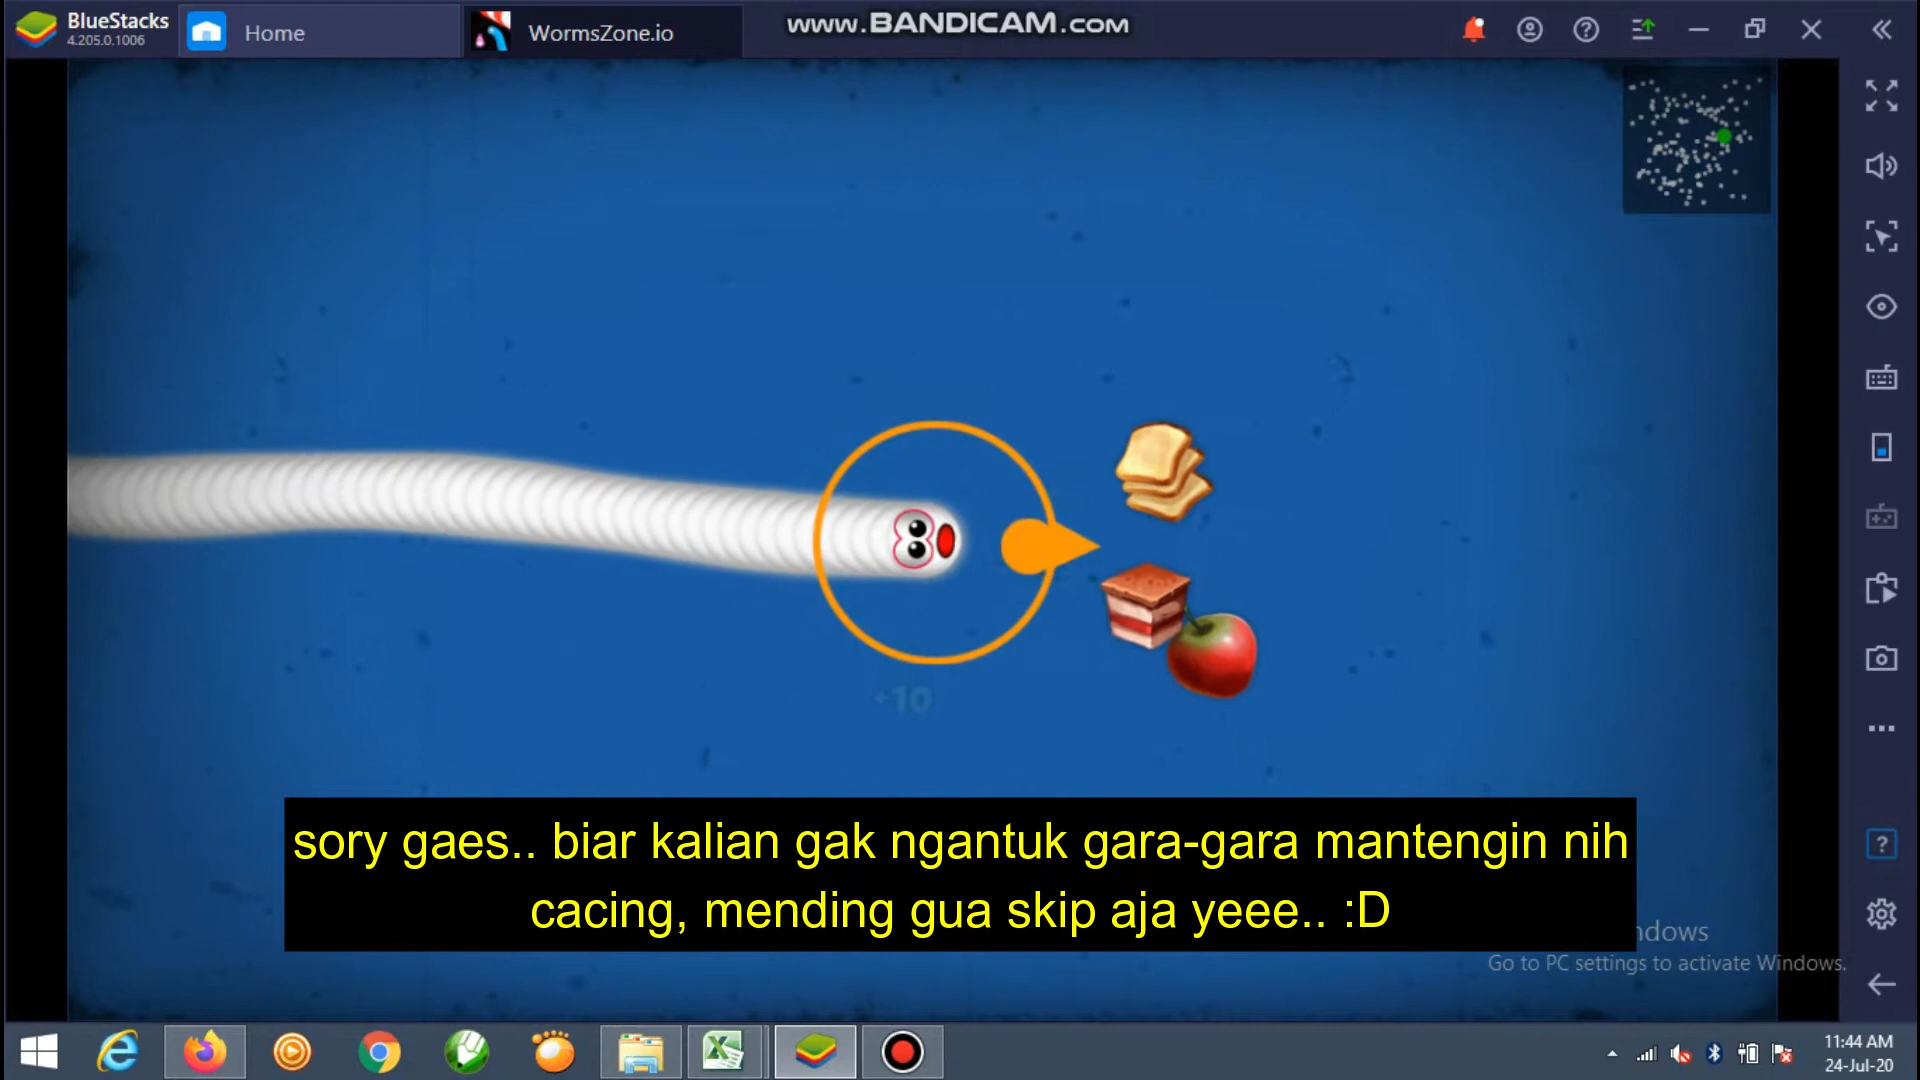 BlueStacks
4.205.0.1006
Home
WormsZone.io
www.BANDICAM.com
+10
sory gaes.. biar kalian gak ngantuk gara-gara mantengin nih
cacing, mending gua skip aja yeee.. :D
Go to PC settings to activate Windows.
11:44 AM
24-Jul-20